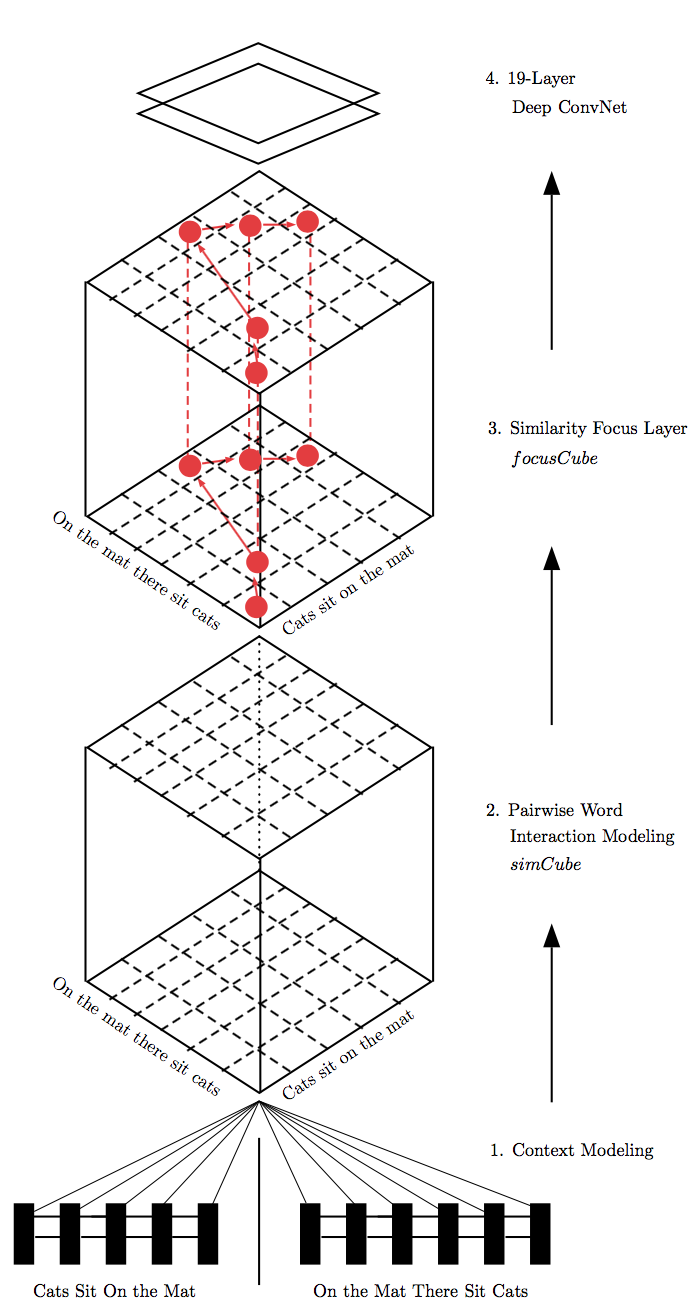 4. 19-Layer
Deep ConvNet
3. Similarity Focus Layer
focusCube
On the mat there sit cats
Cats sit on the mat
2. Pairwise Word
Interaction Modeling
simCube
On the mat there sit cats
Cats sit on the mat
1. Context Modeling
Cats Sit On the Mat
On the Mat There Sit Cats